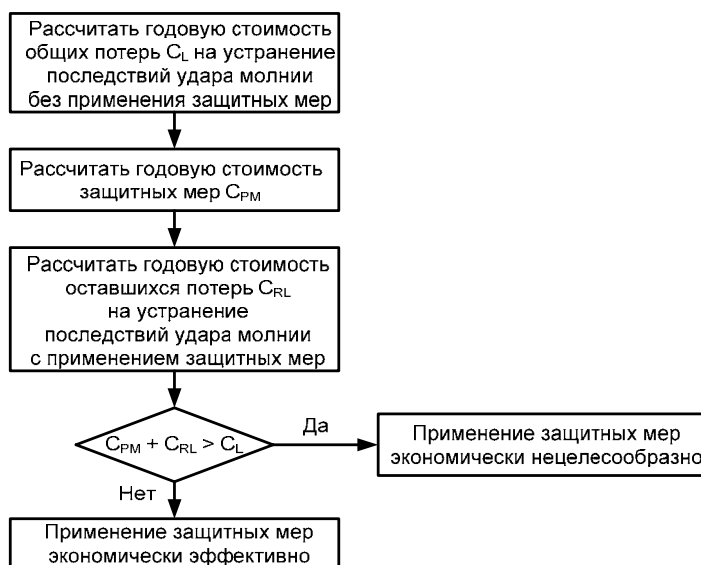 Рассчитать годовую стоимость
общих потерь C_L на устранение
последствий удара молнии
без применения защитных мер
Рассчитать годовую стоимость
защитных мер C_PM
Рассчитать годовую стоимость
оставшихся потерь C_RL
на устранение
последствий удара молнии
с применением защитных мер
C_PM + C_RL > C_L
Да
Применение защитных мер
экономически нецелесообразно
Нет
Применение защитных мер
экономически эффективно